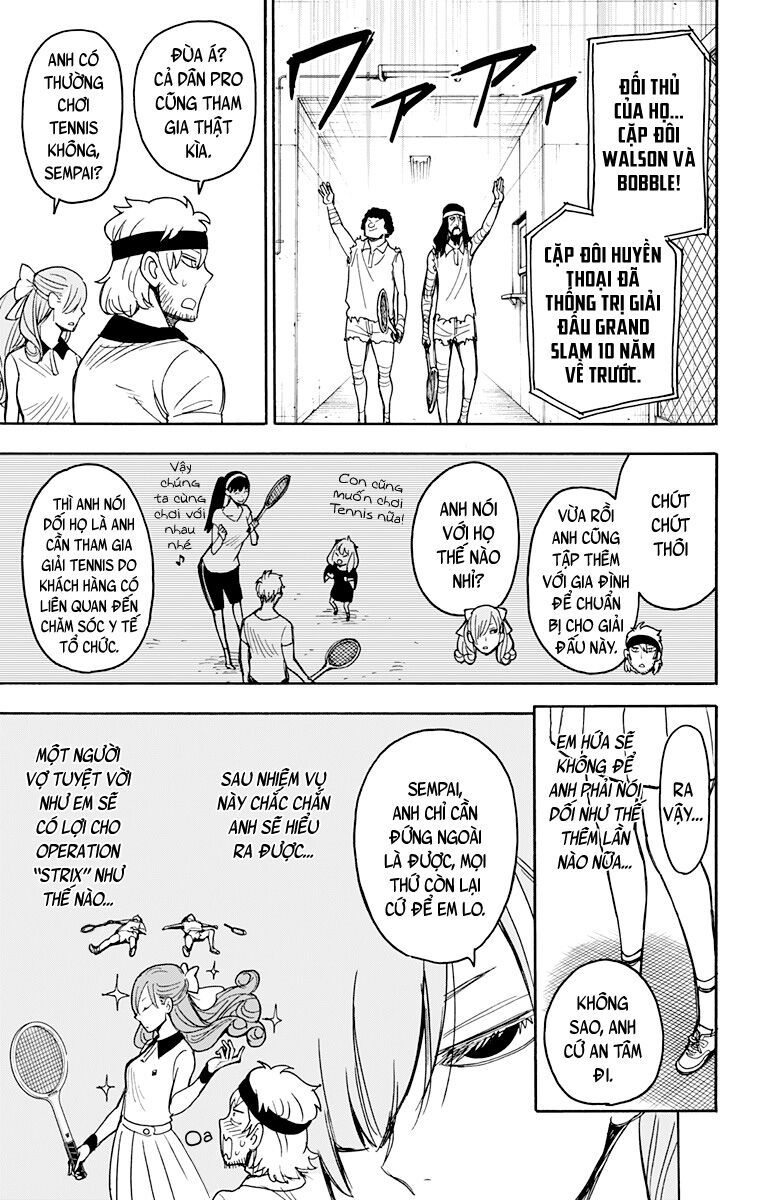 ĐỐI THỦ
CỦA HỌ...
CẶP ĐÔI
WALSON VÀ
BOBBLE!
CẶP ĐÔI HUYỀN
THOẠI ĐÃ
THỐNG TRỊ GIẢI
ĐẤU GRAND
SLAM 10 NĂM
VỀ TRƯỚC.
ワァァァ
ĐÙA Á?
CẢ DÂN PRO
CŨNG THAM
GIA THẬT
KÌA.
ANH CÓ
THƯỜNG
CHƠI
TENNIS
KHÔNG,
SEMPAI?
CHÚT
CHÚT
THÔI
VỪA RỒI
ANH CŨNG
TẬP THÊM
VỚI GIA ĐÌNH
ĐỂ CHUẨN
BỊ CHO GIẢI
ĐẤU NÀY.
ANH NÓI
VỚI HỌ
THẾ NÀO
NHỈ?
Con cũng
muốn chơi
Tennis nữa!
Vậy
chúng
ta cùng
chơi với
nhau
nhé
♪
THÌ ANH NÓI
DỐI HỌ LÀ ANH
CẦN THAM GIA
GIẢI TENNIS DO
KHÁCH HÀNG CÓ
LIÊN QUAN ĐẾN
CHĂM SÓC Y TẾ
TỔ CHỨC.
RA
VẬY...
EM HỨA SẼ
KHÔNG ĐỂ
ANH PHẢI NÓI
DỐI NHƯ THẾ
THÊM LẦN
NÀO NỮA...
KHÔNG
SAO, ANH
CỨ AN TÂM
ĐI.
SEMPAI,
ANH CHỈ CẦN
ĐỨNG NGOÀI
LÀ ĐƯỢC, MỌI
THỨ CÒN LẠI
CỨ ĐỂ EM LO.
SAU NHIỆM VỤ
NÀY CHẮC CHẮN
ANH SẼ HIỂU
RA ĐƯỢC...
MỘT NGƯỜI
VỢ TUYỆT VỜI
NHƯ EM SẼ
CÓ LỢI CHO
OPERATION
“STRIX” NHƯ
THẾ NÀO...
Oa